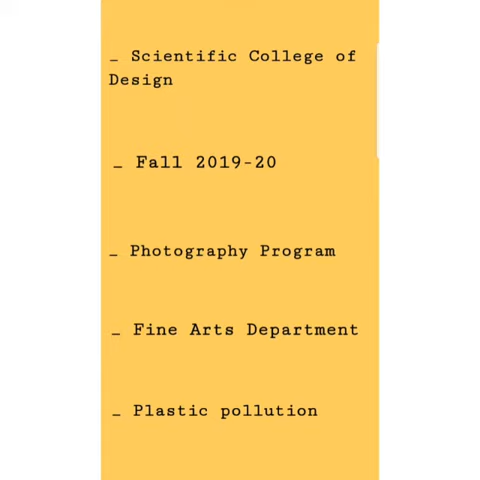 _ Scientific College of
Design
_ Fall 2019-20
_ Photography Program
_ Fine Arts Department
_ Plastic pollution